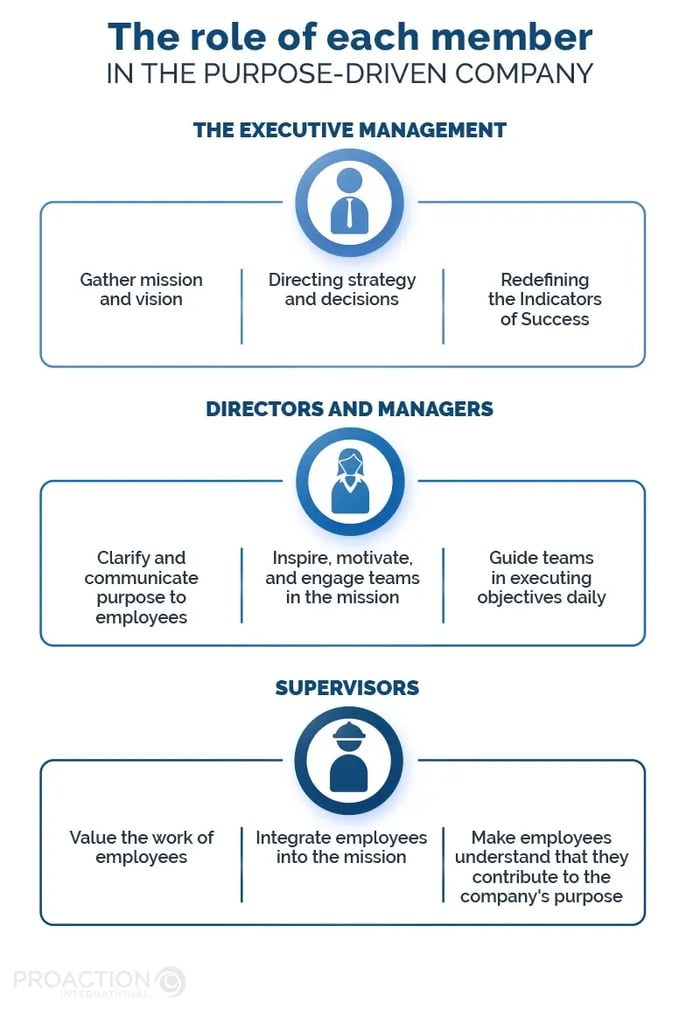 The role of each member
IN THE PURPOSE-DRIVEN COMPANY
THE EXECUTIVE MANAGEMENT
Gather mission
and vision
Directing strategy
and decisions
Redefining
the Indicators
of Success
DIRECTORS AND MANAGERS
Clarify and
communicate
purpose to
employees
Inspire, motivate,
and engage teams
in the mission
Guide teams
in executing
objectives daily
SUPERVISORS
Value the work of
employees
Integrate employees
into the mission
Make employees
understand that they
contribute to the
company's purpose
PROACTION
INTERNATIONAL